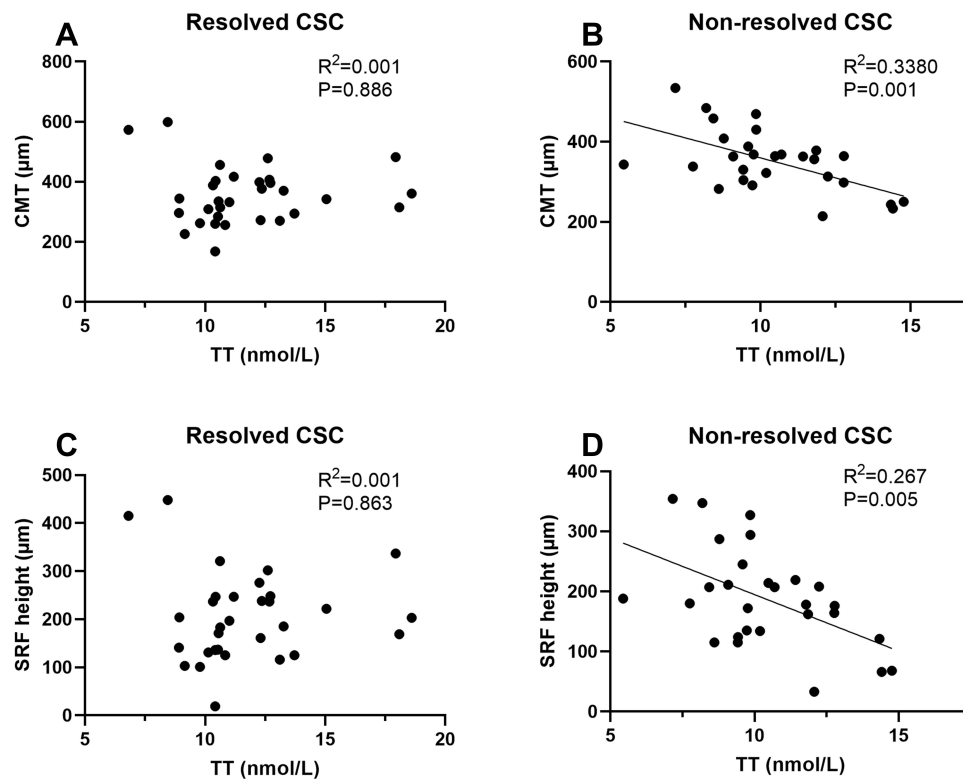 A
Resolved CSC
R²=0.001
P=0.886
800
600
400
200
0
CMT (μm)
5
10
15
20
TT (nmol/L)
B
Non-resolved CSC
R²=0.3380
P=0.001
600
400
200
0
CMT (μm)
5
10
15
TT (nmol/L)
C
Resolved CSC
R²=0.001
P=0.863
500
400
300
200
100
0
SRF height (μm)
5
10
15
20
TT (nmol/L)
D
Non-resolved CSC
R²=0.267
P=0.005
400
300
200
100
0
SRF height (μm)
5
10
15
TT (nmol/L)